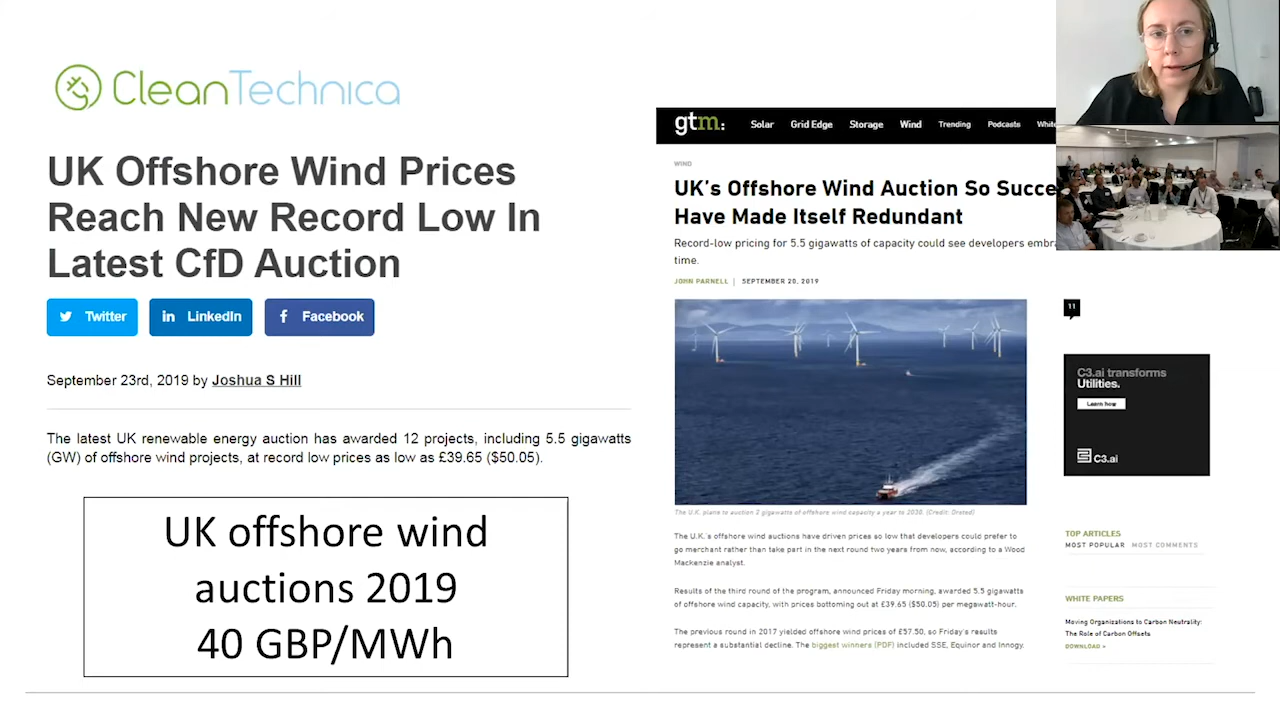 CleanTechnica
UK Offshore Wind Prices
Reach New Record Low In
Latest CfD Auction
Twitter
LinkedIn
Facebook
September 23rd, 2019 by Joshua S Hill
The latest UK renewable energy auction has awarded 12 projects, including 5.5 gigawatts
(GW) of offshore wind projects, at record low prices as low as £39.65 ($50.05).
UK offshore wind
auctions 2019
40 GBP/MWh
gtm:
Solar Grid Edge Storage Wind Trending Podcasts
WIND
UK's Offshore Wind Auction So
Have Made Itself Redundant
Record-low pricing for 5.5 gigawatts of capacity could see developers
time.
JOHN PARNELL | SEPTEMBER 20, 2019
11
The U.K. plans to auction 2 gigawatts of offshore wind capacity a year to 2030. (Credit: Orsted)
The U.K.'s offshore wind auctions have driven prices so low that developers could prefer to
go merchant rather than take part in the next round two years from now, according to a Wood
Mackenzie analyst.
Results of the third round of the program, announced Friday morning, awarded 5.5 gigawatts
of offshore wind capacity, with prices bottoming out at £39.65 ($50.05) per megawatt-hour.
The previous round in 2017 yielded offshore wind prices of £57.50, so Friday's results
represent a substantial decline. The biggest winners (PDF) included SSE, Equinor and Innogy.
C3.ai transforms
Utilities.
Learn how
C3.ai
TOP ARTICLES
MOST POPULAR MOST COMMENTS
WHITE PAPERS
Moving Organizations to Carbon Neutrality:
The Role of Carbon Offsets
DOWNLOAD >